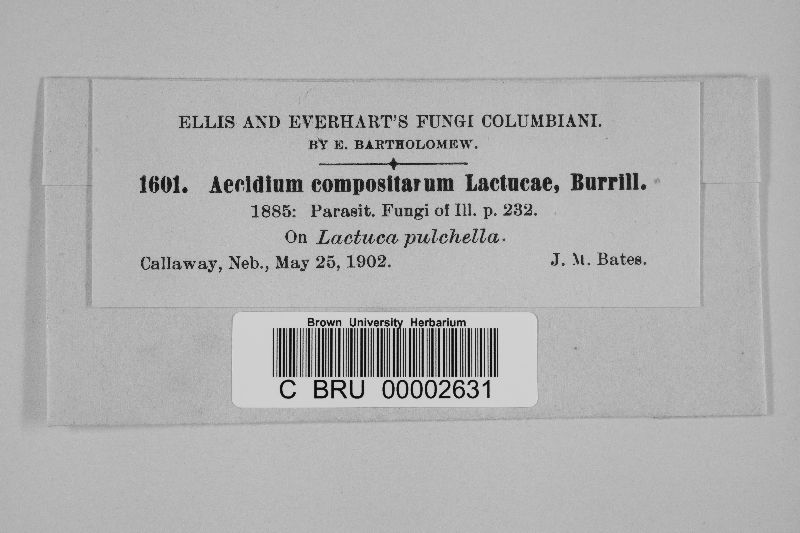 ELLIS AND EVERHART'S FUNGI COLUMBIANI.
BY E. BARTHOLOMEW.
1601. Aecidium compositarum Lactucae, Burrill.
1885: Parasit. Fungi of Ill. p. 232.
On Lactuca pulchella.
Callaway, Neb., May 25, 1902. J. M. Bates.
Brown University Herbarium
C BRU 00002631